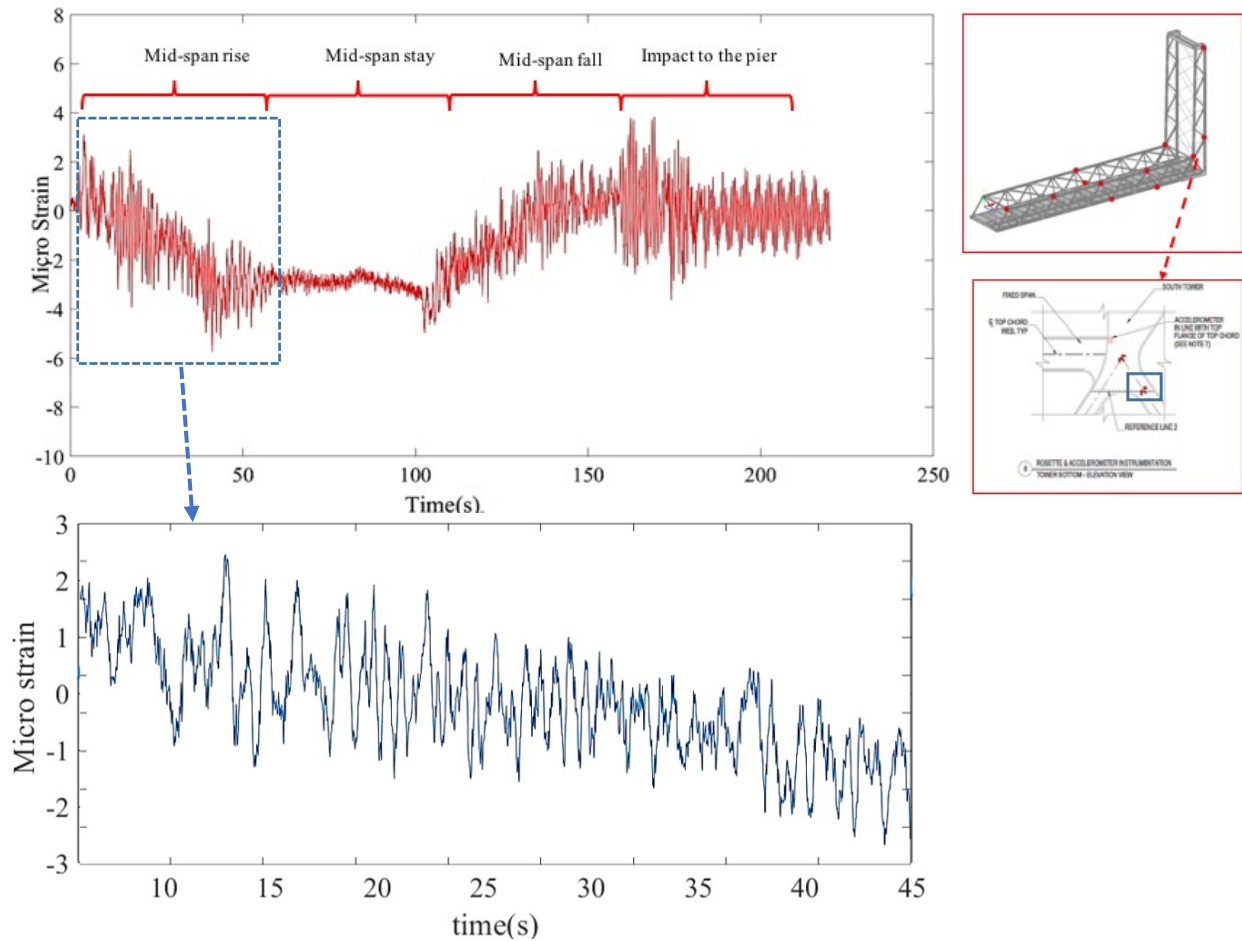 8
6
4
2
0
-2
-4
-6
-8
-10
Micro Strain
Mid-span rise
Mid-span stay
Mid-span fall
Impact to the pier
0
50
100
150
200
250
Time(s).
SOUTH TOWER
FIXED SPAN
ACCELEROMETER
IN LINE WITH TOP
FLANGE OF TOP CHORD
(SEE NOTE 7)
TOP CHORD
WEB, TYP
REFERENCE LINE 2
ROSETTE & ACCELEROMETER INSTRUMENTATION
TOWER BOTTOM - ELEVATION VIEW
3
2
1
0
-1
-2
-3
Micro strain
10
15
20
25
30
35
40
45
time(s)